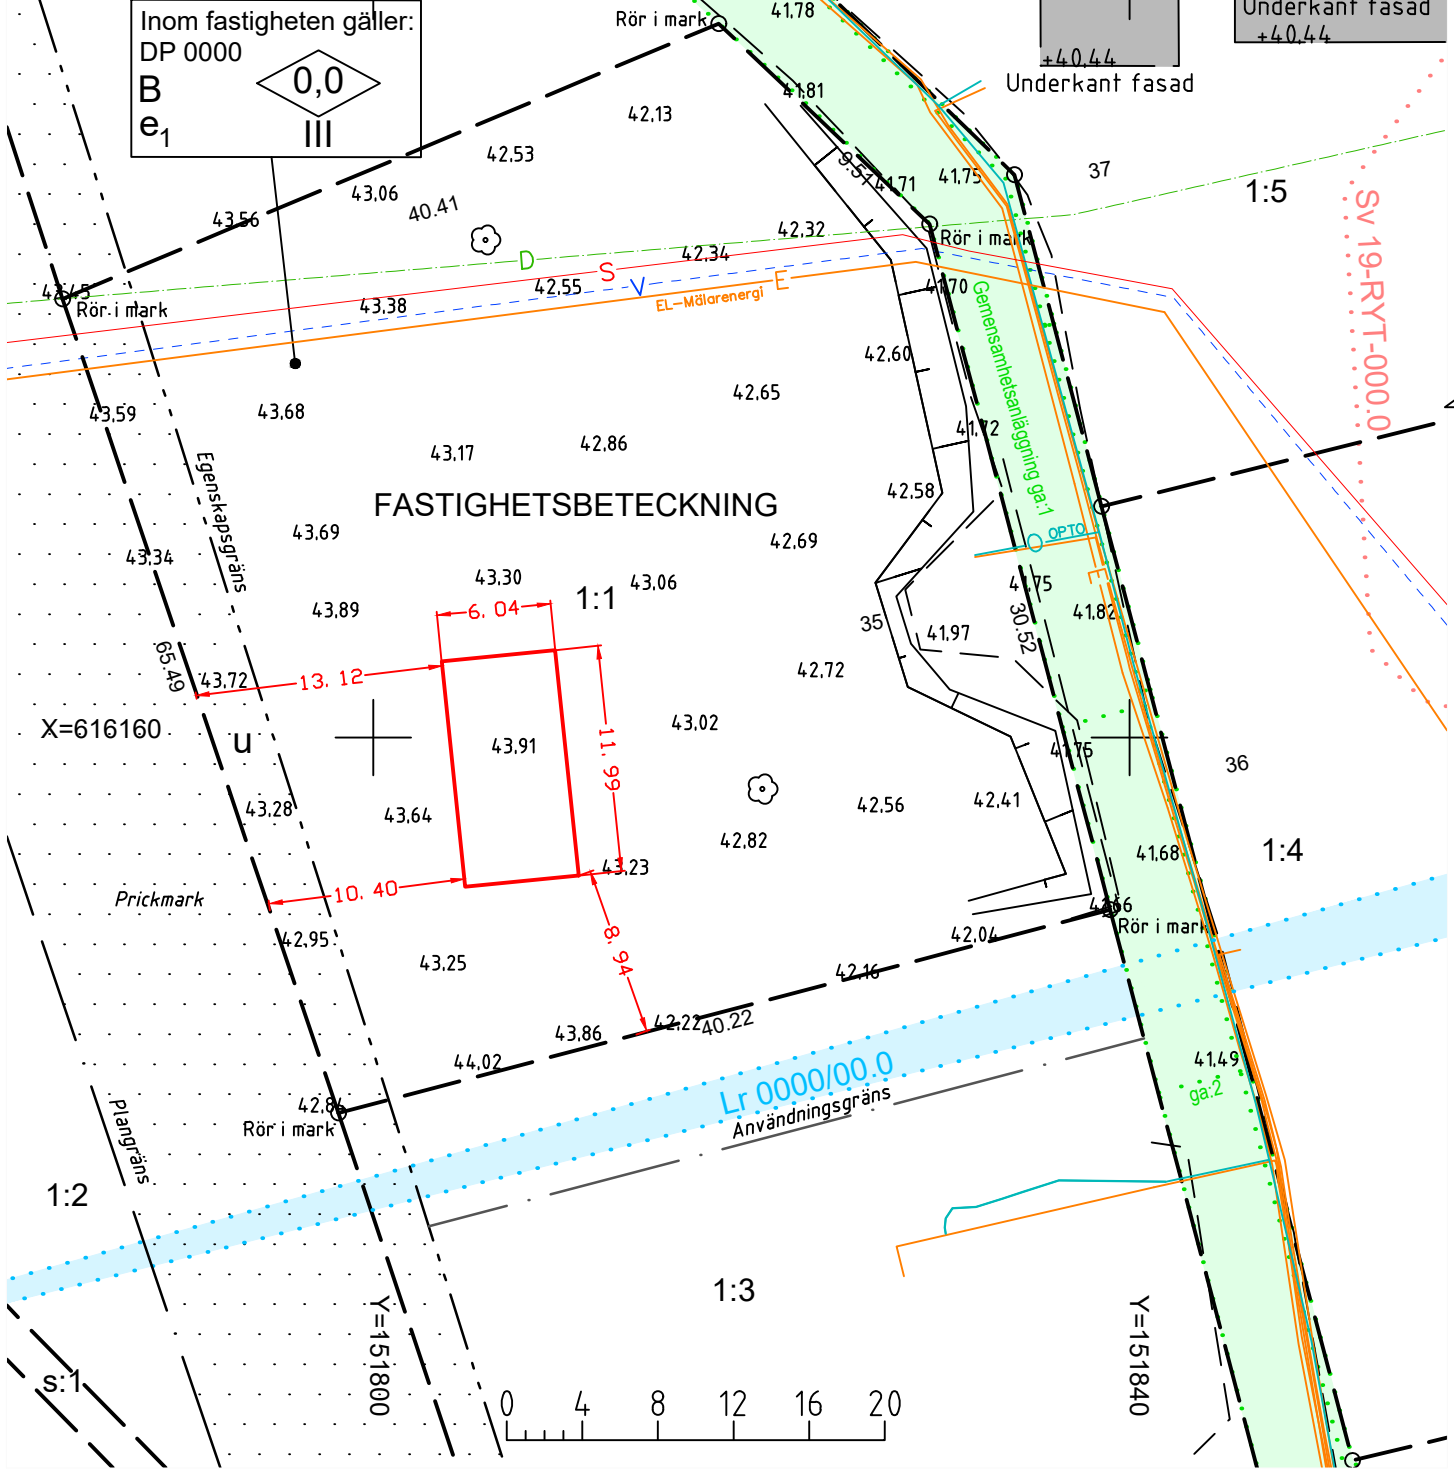 Inom fastigheten gäller:
DP 0000
B
e1
0,0
III
Rör i mark
41,78
+40,44
Underkant fasad
Underkant fasad
+40,44
41,81
42,13
42,53
43,06
40.41
43,56
9.51
41,71
41,75
37
1:5
Sv 19-RYT-000.0
42,32
Rör i mark
D
S
42,34
V
42,55
E
EL-Mälarenergi
43,45
Rör i mark
43,38
41,70
Gemensamhetsanläggning ga:1
42,60
43,59
43,68
42,65
41,72
43,17
42,86
Egenskapsgräns
42,58
FASTIGHETSBETECKNING
43,69
42,69
O
OPTO
E
43,34
43,30
43,06
1:1
41,75
43,89
6.04
35
41,97
30.52
41,82
65.49
43,72
13.12
42,72
X=616160
u
43,91
11.99
43,02
41,75
36
43,28
43,64
42,56
42,41
42,82
41,68
1:4
43,23
Prickmark
10.40
42,95
8.94
42,04
Rör i mark
43,25
42,16
43,86
42,22
40.22
44,02
41,49
Lr 0000/00.0
ga:2
Användningsgräns
42,84
Rör i mark
Plangräns
1:2
1:3
Y=151800
Y=151840
s:1
0 4 8 12 16 20